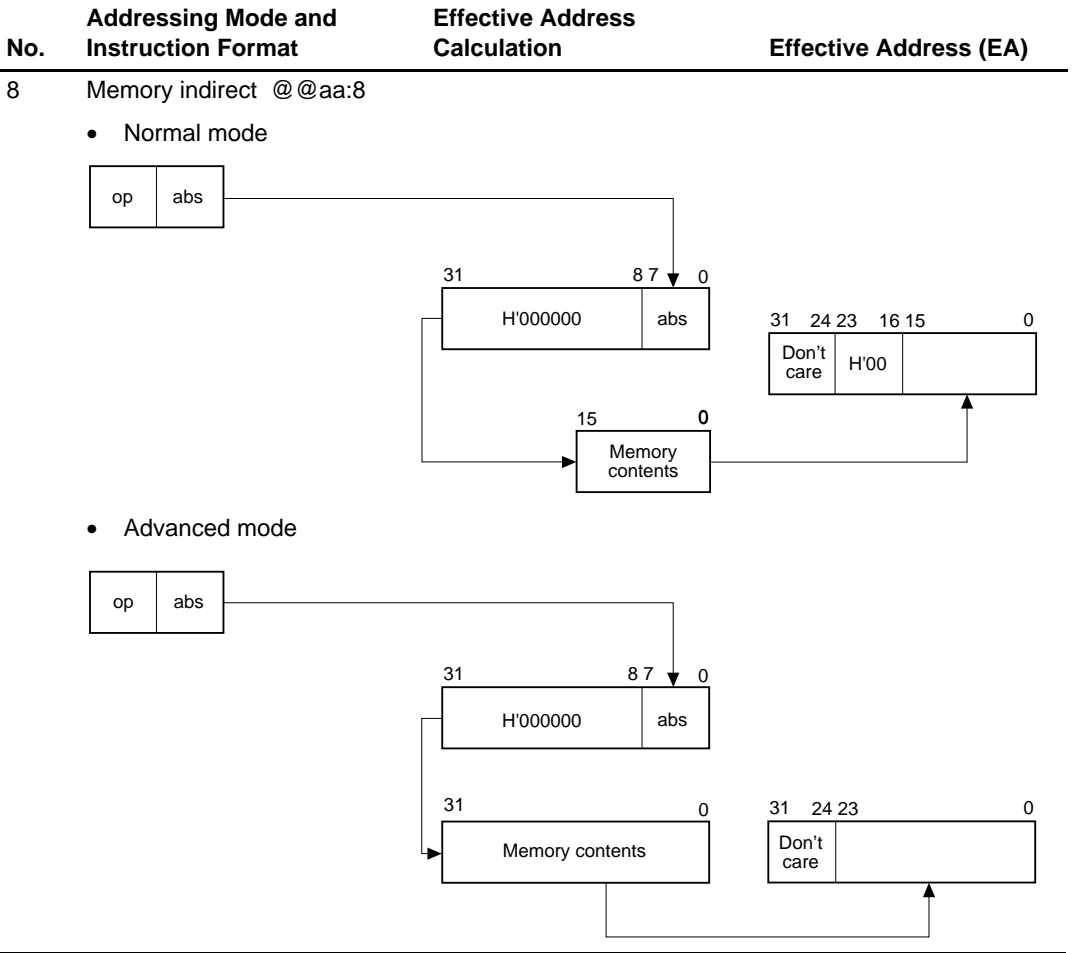 Addressing Mode and Effective Address
No. Instruction Format Calculation Effective Address (EA)
8 Memory indirect @@aa:8
• Normal mode
op abs
31 8 7 0
H'000000 abs
31 24 23 16 15 0
Don't care H'00
15 0
Memory contents
• Advanced mode
op abs
31 8 7 0
H'000000 abs
31 0
Memory contents
31 24 23 0
Don't care